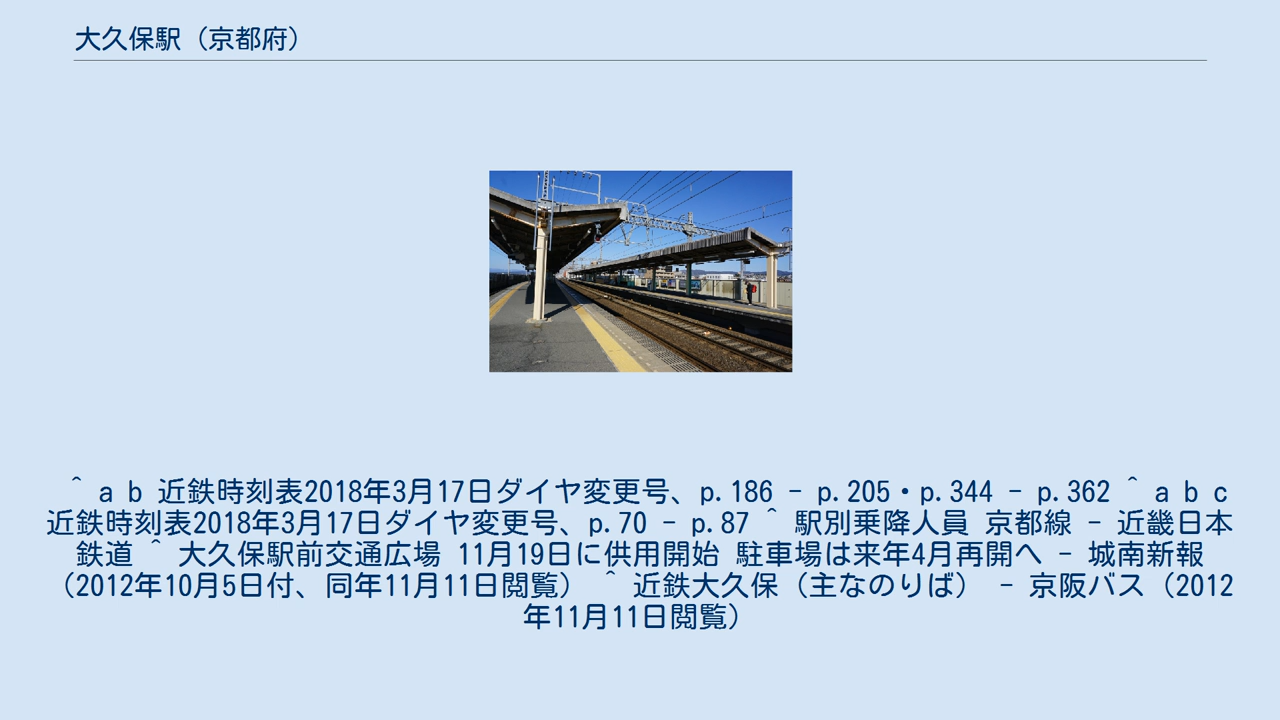 大久保駅（京都府）
^ a b 近鉄時刻表2018年3月17日ダイヤ変更号、p.186 - p.205・p.344 - p.362 ^ a b c
近鉄時刻表2018年3月17日ダイヤ変更号、p.70 - p.87 ^ 駅別乗降人員 京都線 - 近畿日本
鉄道 ^ 大久保駅前交通広場 11月19日に供用開始 駐車場は来年4月再開へ - 城南新報
（2012年10月5日付、同年11月11日閲覧） ^ 近鉄大久保（主なのりば） - 京阪バス（2012
年11月11日閲覧）